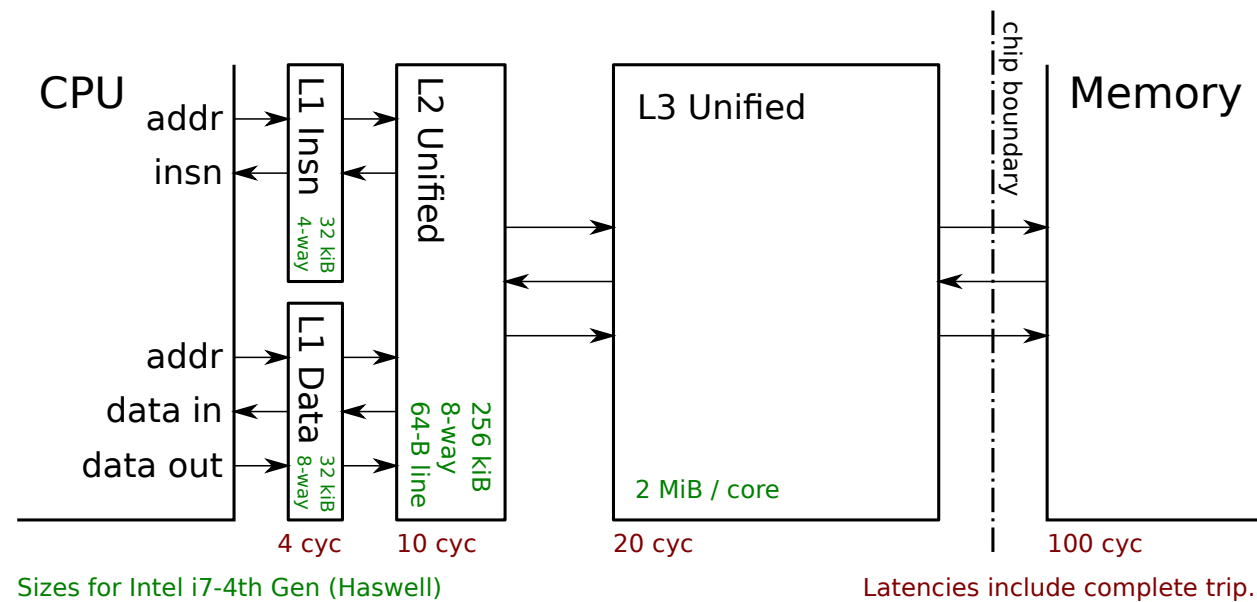 CPU
addr
insn
addr
data in
data out
L1 Insn
32 kiB
4-way
L1 Data
32 kiB
8-way
L2 Unified
256 kiB
8-way
64-B line
L3 Unified
2 MiB / core
chip boundary
Memory
4 cyc
10 cyc
20 cyc
100 cyc
Sizes for Intel i7-4th Gen (Haswell)
Latencies include complete trip.